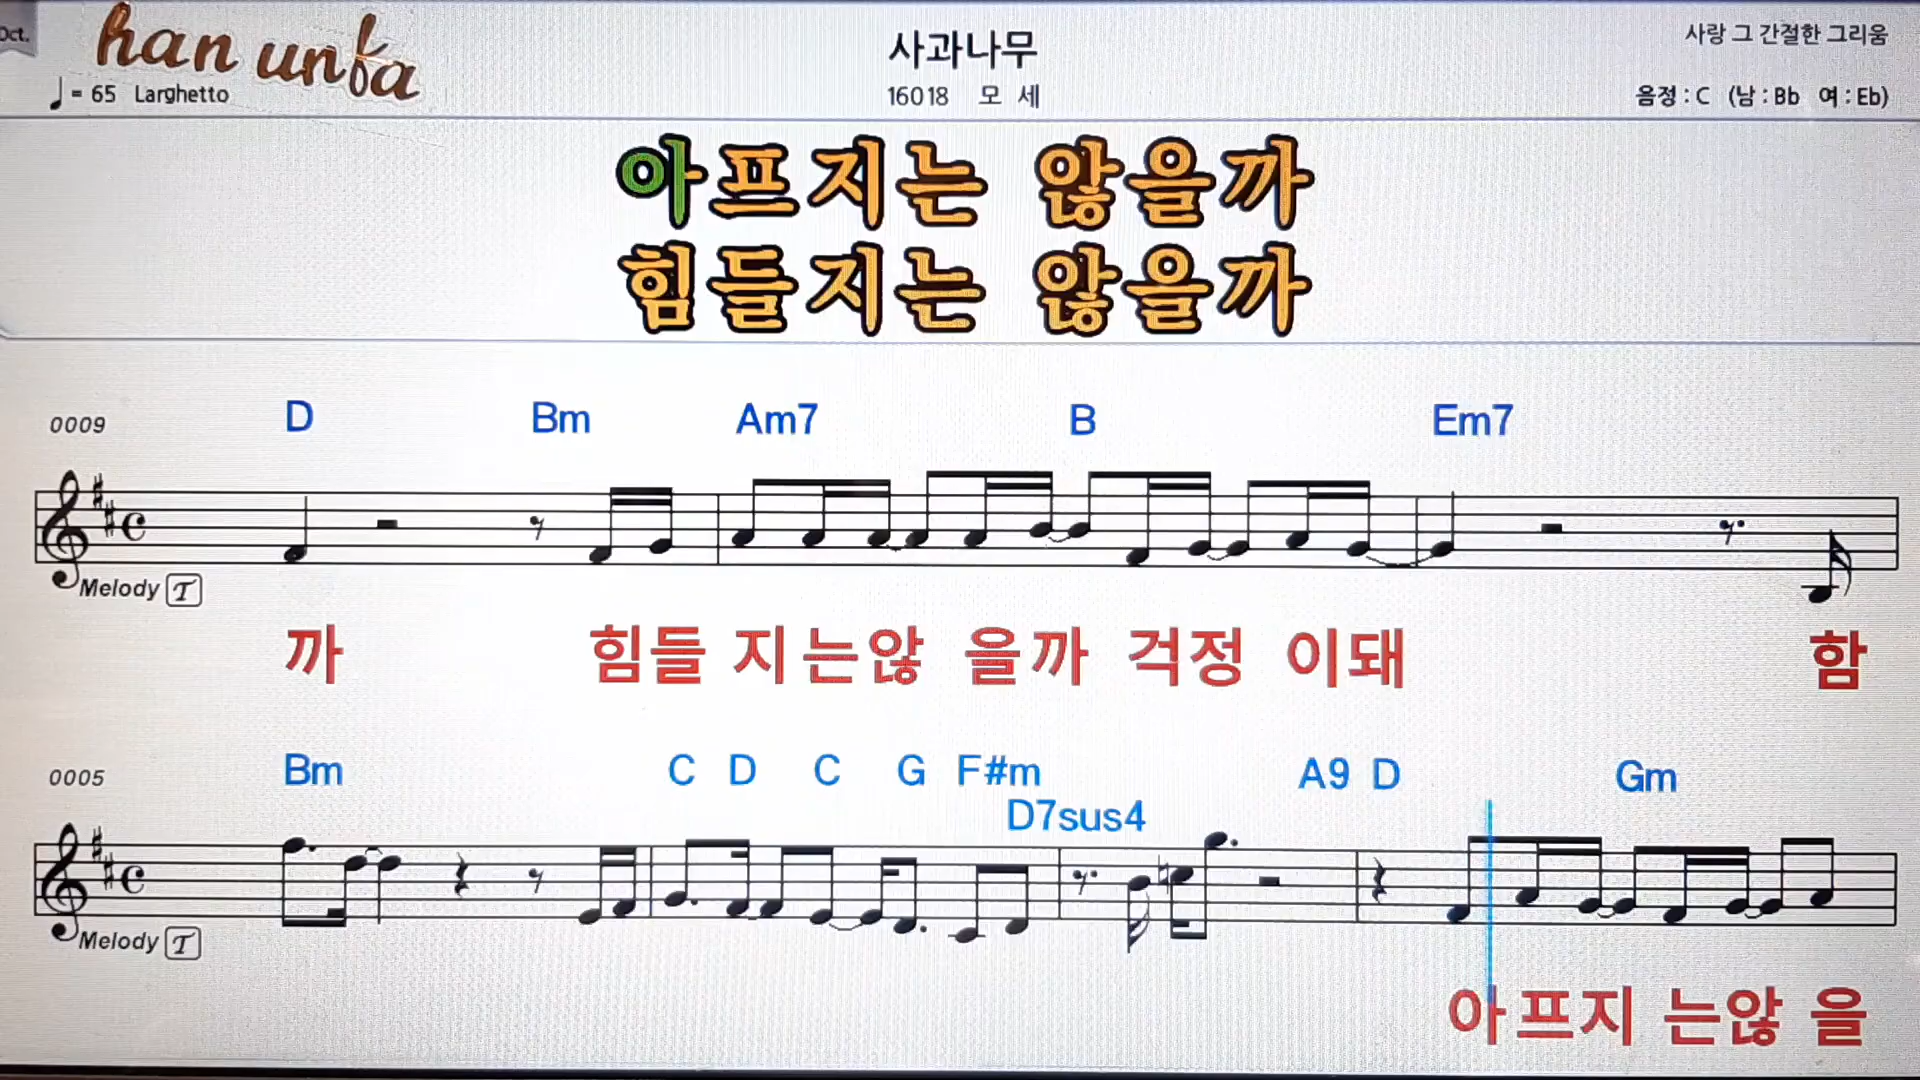 Oct.
han unfa
♩= 65 Larghetto
사과나무
16018 모 세
사랑 그 간절한 그리움
음정 : C (남 : Bb 여 : Eb)
아프지는 않을까
힘들지는 않을까
0009 D Bm Am7 B Em7
Melody T
까 힘들 지는않 을까 걱정 이돼 함
0005 Bm C D C G F#m A9 D Gm
D7sus4
Melody T
아프지 는않 을